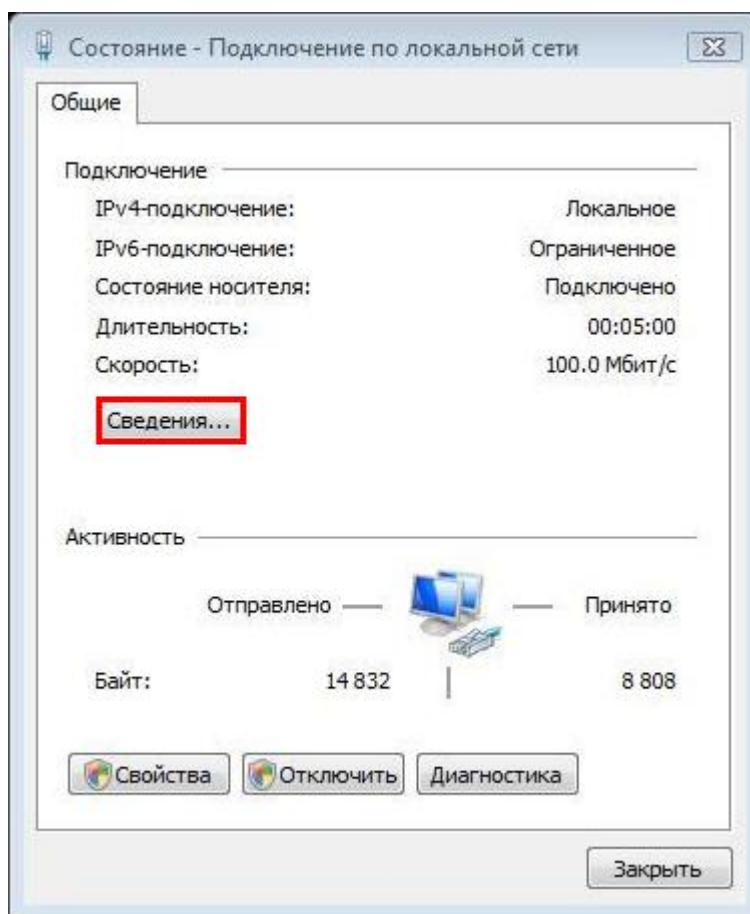 Состояние - Подключение по локальной сети
Общие
Подключение
IPv4-подключение: Локальное
IPv6-подключение: Ограниченное
Состояние носителя: Подключено
Длительность: 00:05:00
Скорость: 100.0 Мбит/с
Сведения...
Активность
Отправлено — — Принято
Байт: 14 832 | 8 808
Свойства Отключить Диагностика
Закрыть